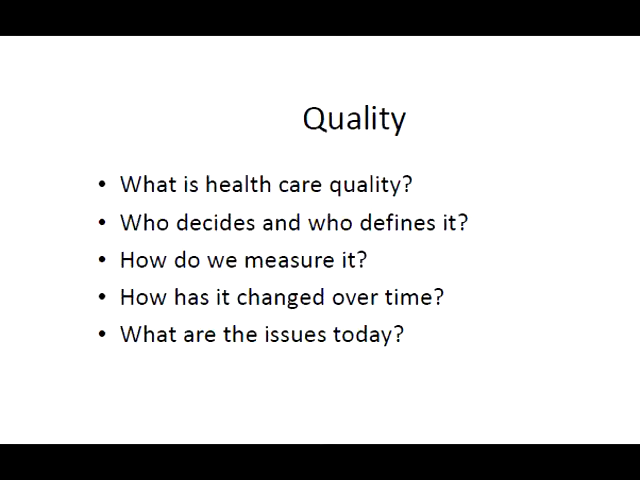 Quality
• What is health care quality?
• Who decides and who defines it?
• How do we measure it?
• How has it changed over time?
• What are the issues today?